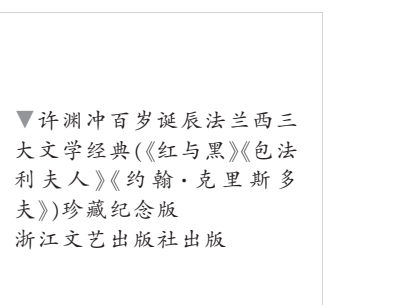 ▼许渊冲百岁诞辰法兰西三
大文学经典(《红与黑》《包法
利夫人》《约翰·克里斯多
夫》)珍藏纪念版
浙江文艺出版社出版